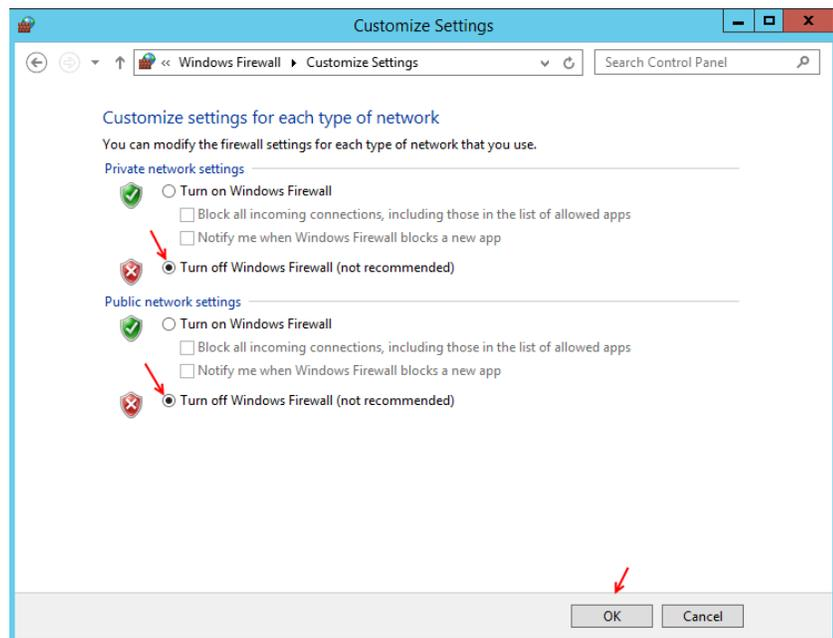 Customize Settings
« Windows Firewall ▸ Customize Settings
Search Control Panel
Customize settings for each type of network
You can modify the firewall settings for each type of network that you use.
Private network settings
Turn on Windows Firewall
Block all incoming connections, including those in the list of allowed apps
Notify me when Windows Firewall blocks a new app
Turn off Windows Firewall (not recommended)
Public network settings
Turn on Windows Firewall
Block all incoming connections, including those in the list of allowed apps
Notify me when Windows Firewall blocks a new app
Turn off Windows Firewall (not recommended)
OK Cancel